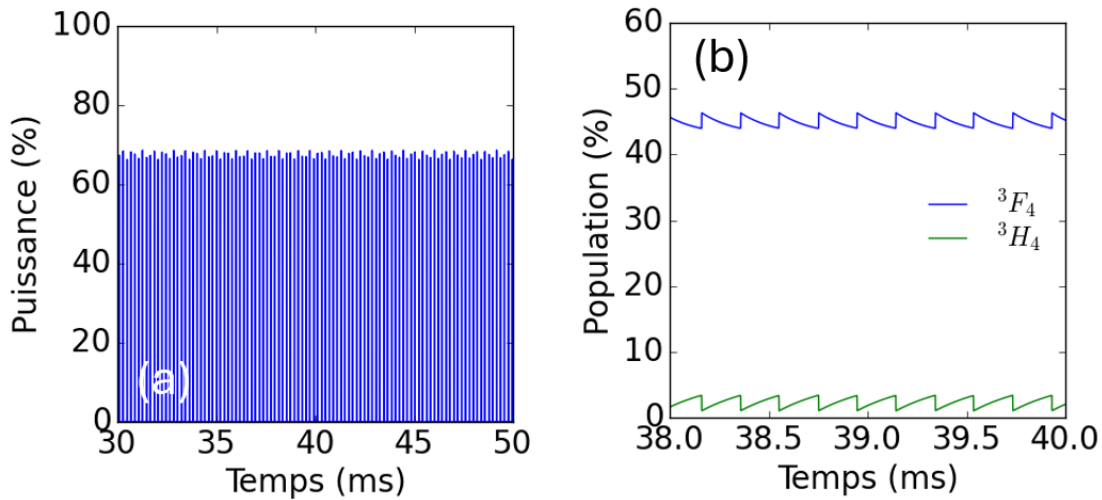 100
80
60
40
20
0
30 35 40 45 50
Puissance (%)
Temps (ms)
(a)
60
50
40
30
20
10
0
38.0 38.5 39.0 39.5 40.0
Population (%)
Temps (ms)
(b)
³F₄
³H₄